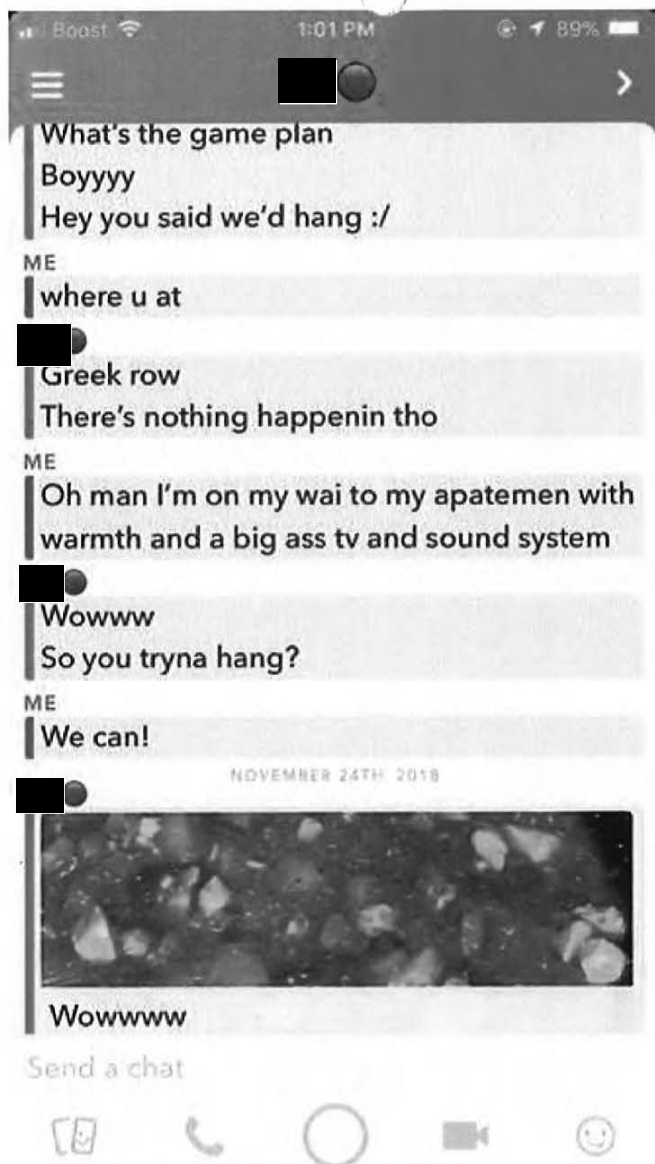 Boost 1:01 PM 89%
What's the game plan
Boyyyy
Hey you said we'd hang :/
ME
where u at
Greek row
There's nothing happenin tho
ME
Oh man I'm on my wai to my apatemen with
warmth and a big ass tv and sound system
Wowww
So you tryna hang?
ME
We can!
NOVEMBER 24TH, 2018
Wowwww
Send a chat